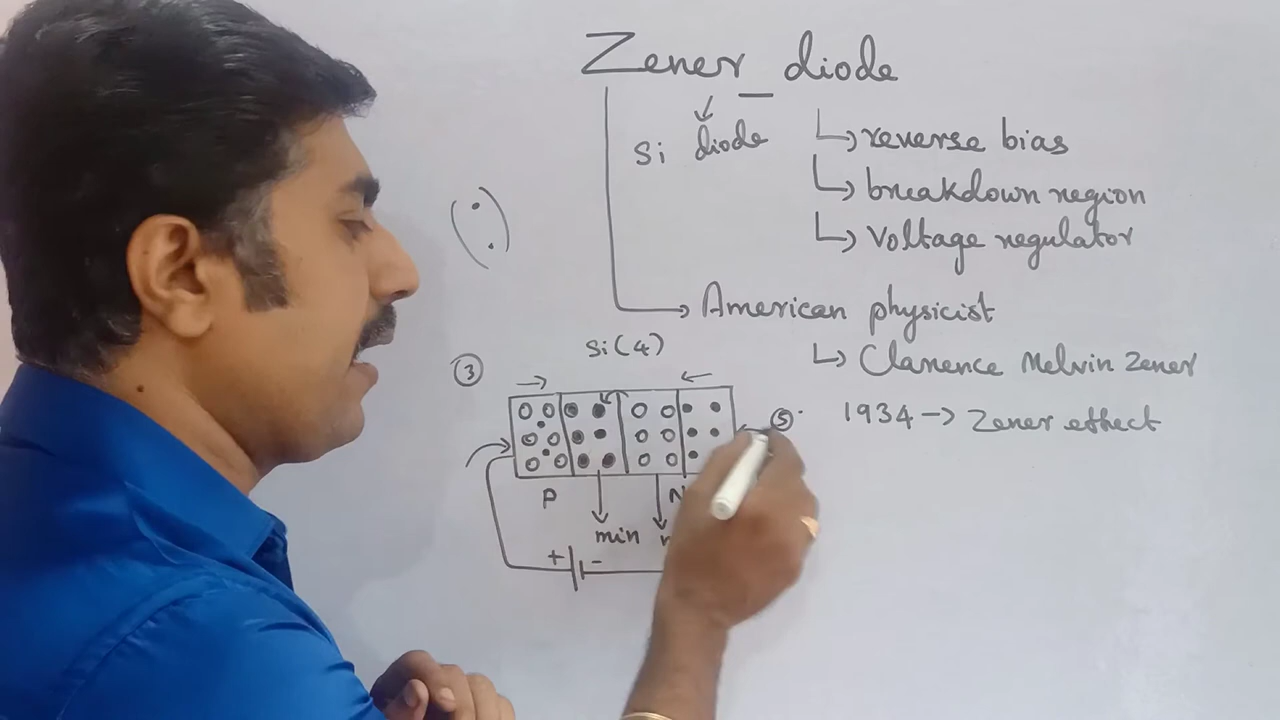 Zener diode
Si diode
reverse bias
breakdown region
Voltage regulator
American physicist
Clarence Melvin Zener
1934 → Zener effect
Si (4)
3
5
P
N
min
+ -